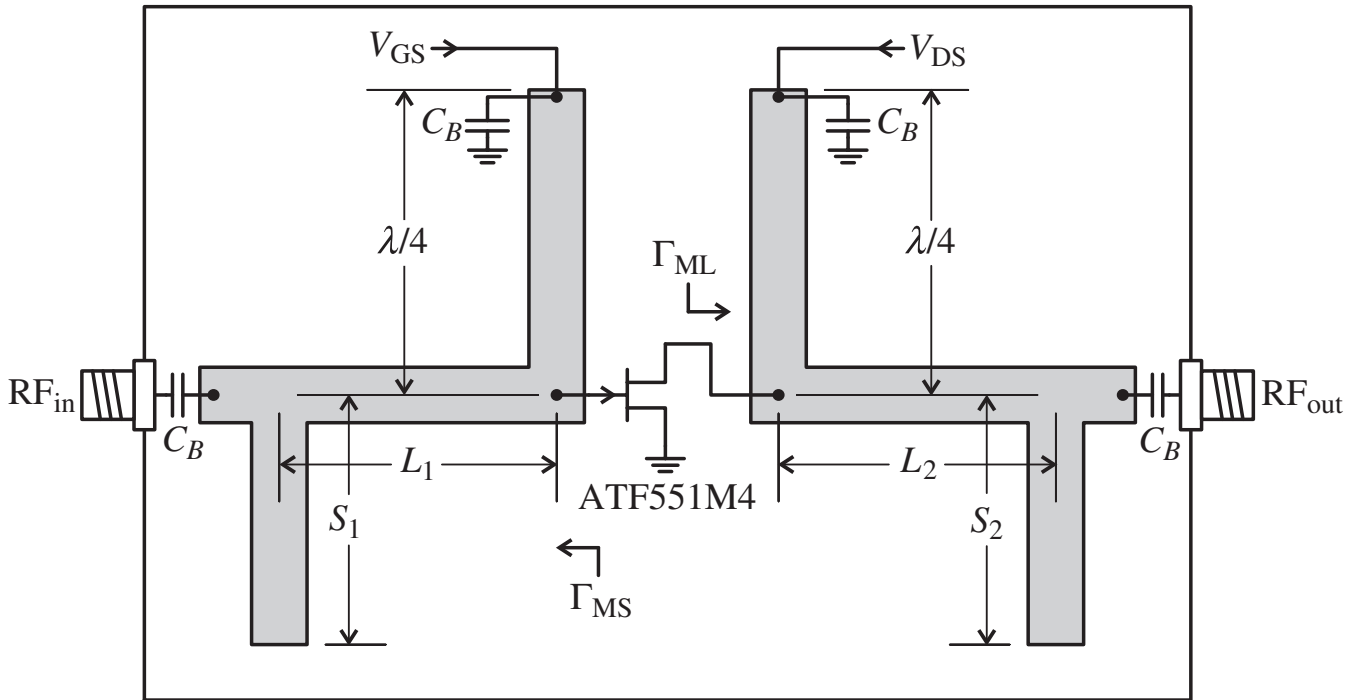 V_GS
V_DS
C_B
C_B
λ/4
λ/4
Γ_ML
RF_in
RF_out
C_B
C_B
L_1
L_2
ATF551M4
S_1
S_2
Γ_MS